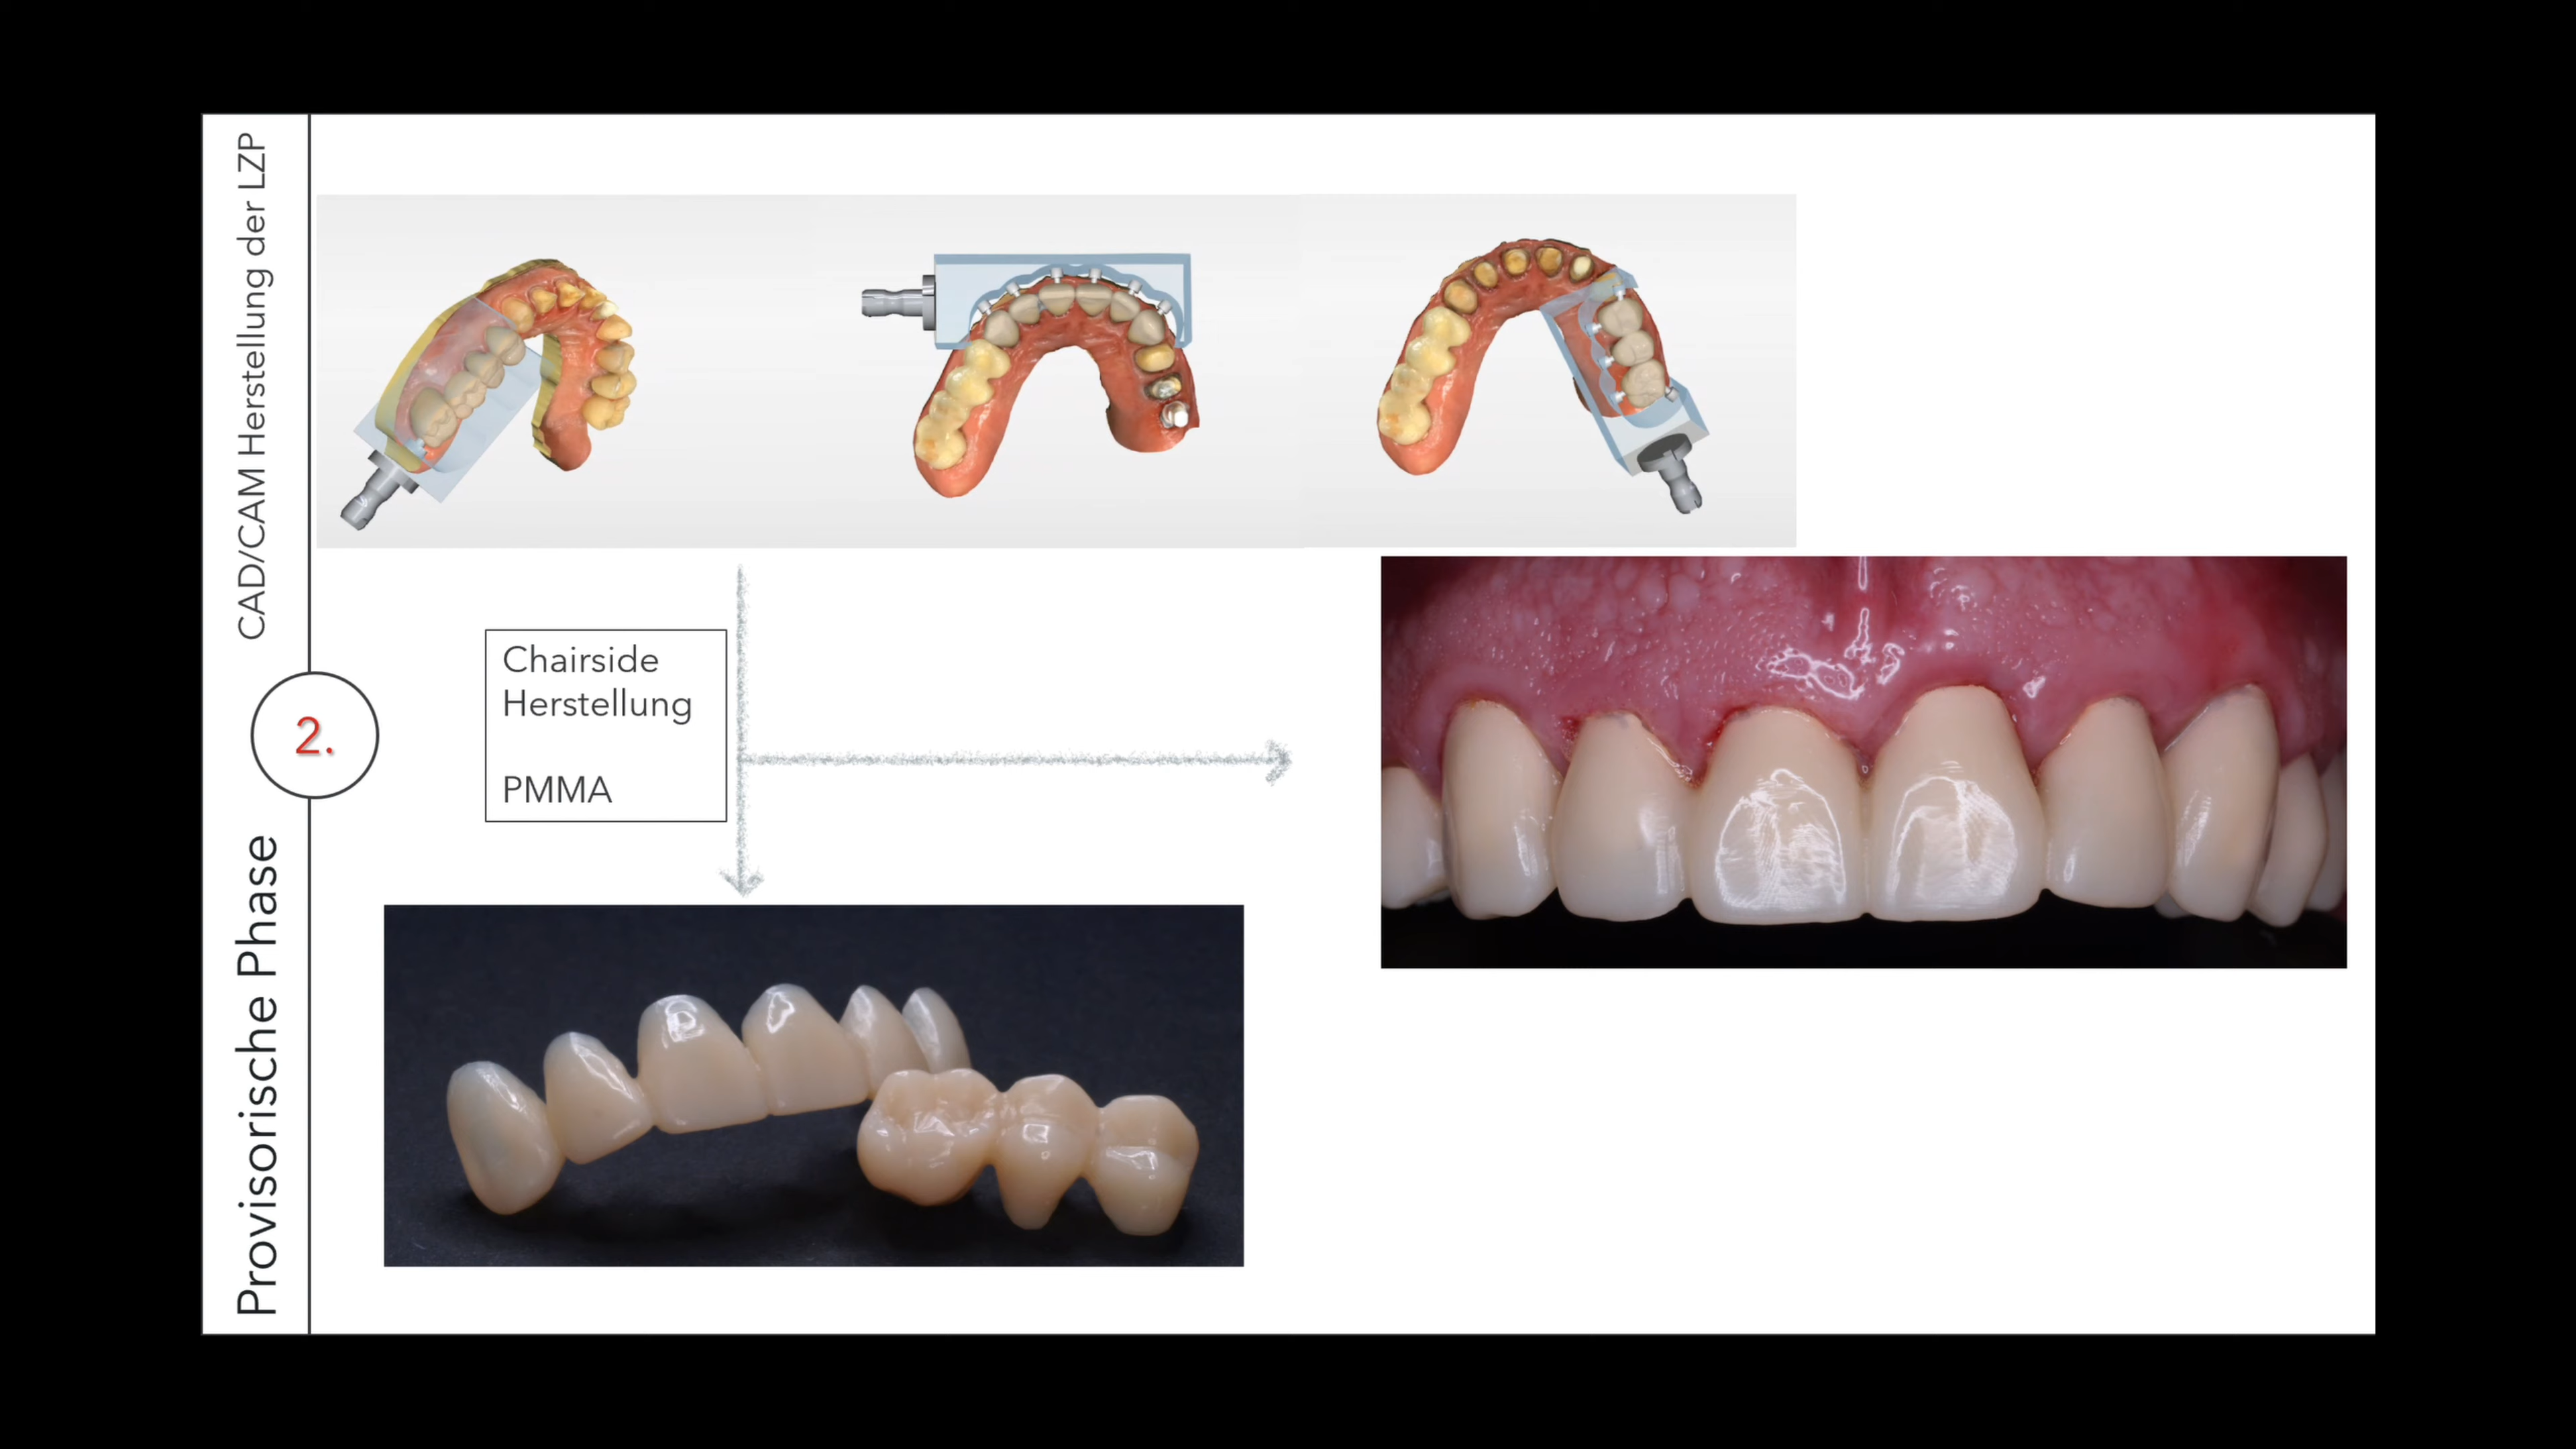 CAD/CAM Herstellung der LZP
2.
Provisorische Phase
Chairside
Herstellung
PMMA